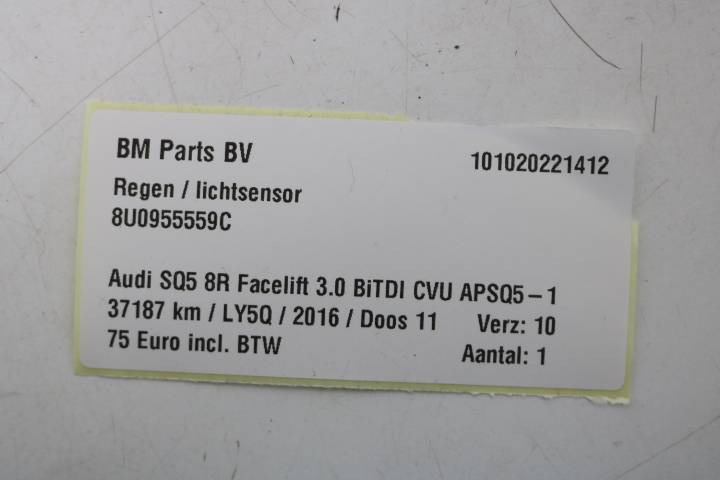 BM Parts BV 101020221412
Regen / lichtsensor
8U0955559C
Audi SQ5 8R Facelift 3.0 BiTDI CVU APSQ5-1
37187 km / LY5Q / 2016 / Doos 11 Verz: 10
75 Euro incl. BTW Aantal: 1